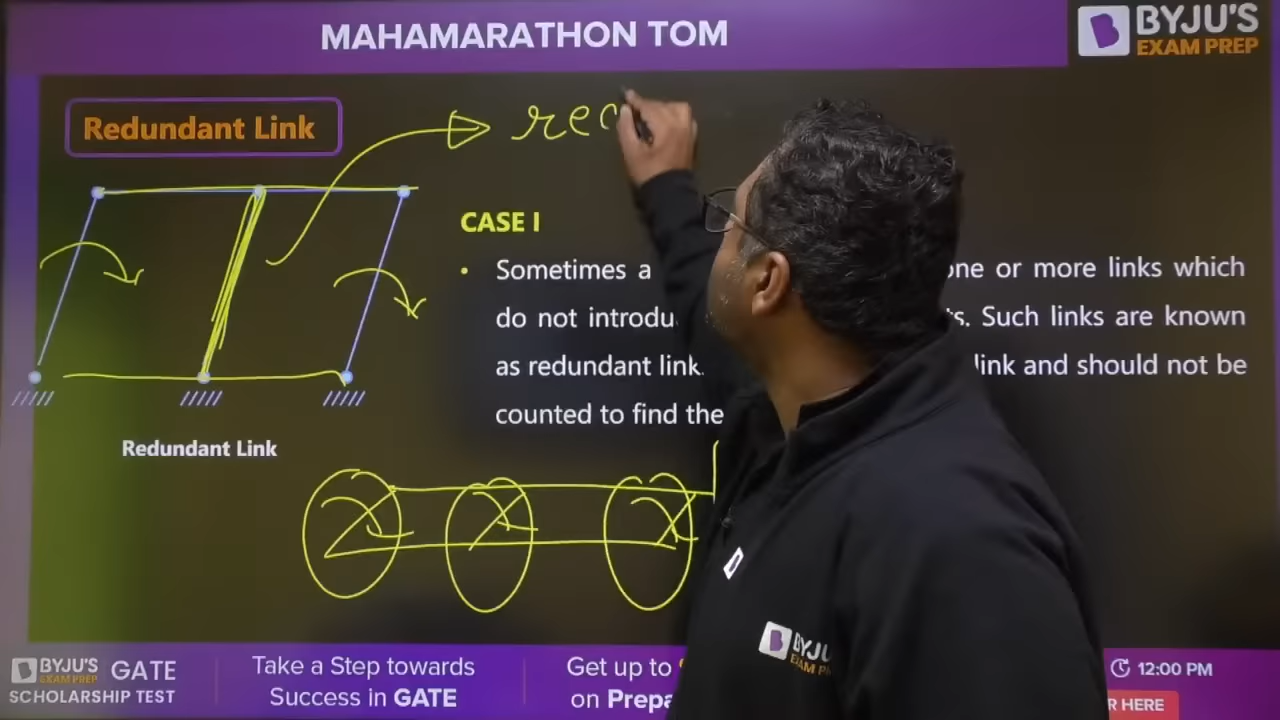 MAHAMARATHON TOM
BYJU'S
EXAM PREP
Redundant Link
rec
CASE I
• Sometimes a one or more links which
do not introdu s. Such links are known
as redundant link. link and should not be
counted to find the
Redundant Link
BYJU'S
EXAM PREP
GATE
SCHOLARSHIP TEST
Take a Step towards
Success in GATE
Get up to
on Prepa
12:00 PM
R HERE
BYJU
EXAM PR